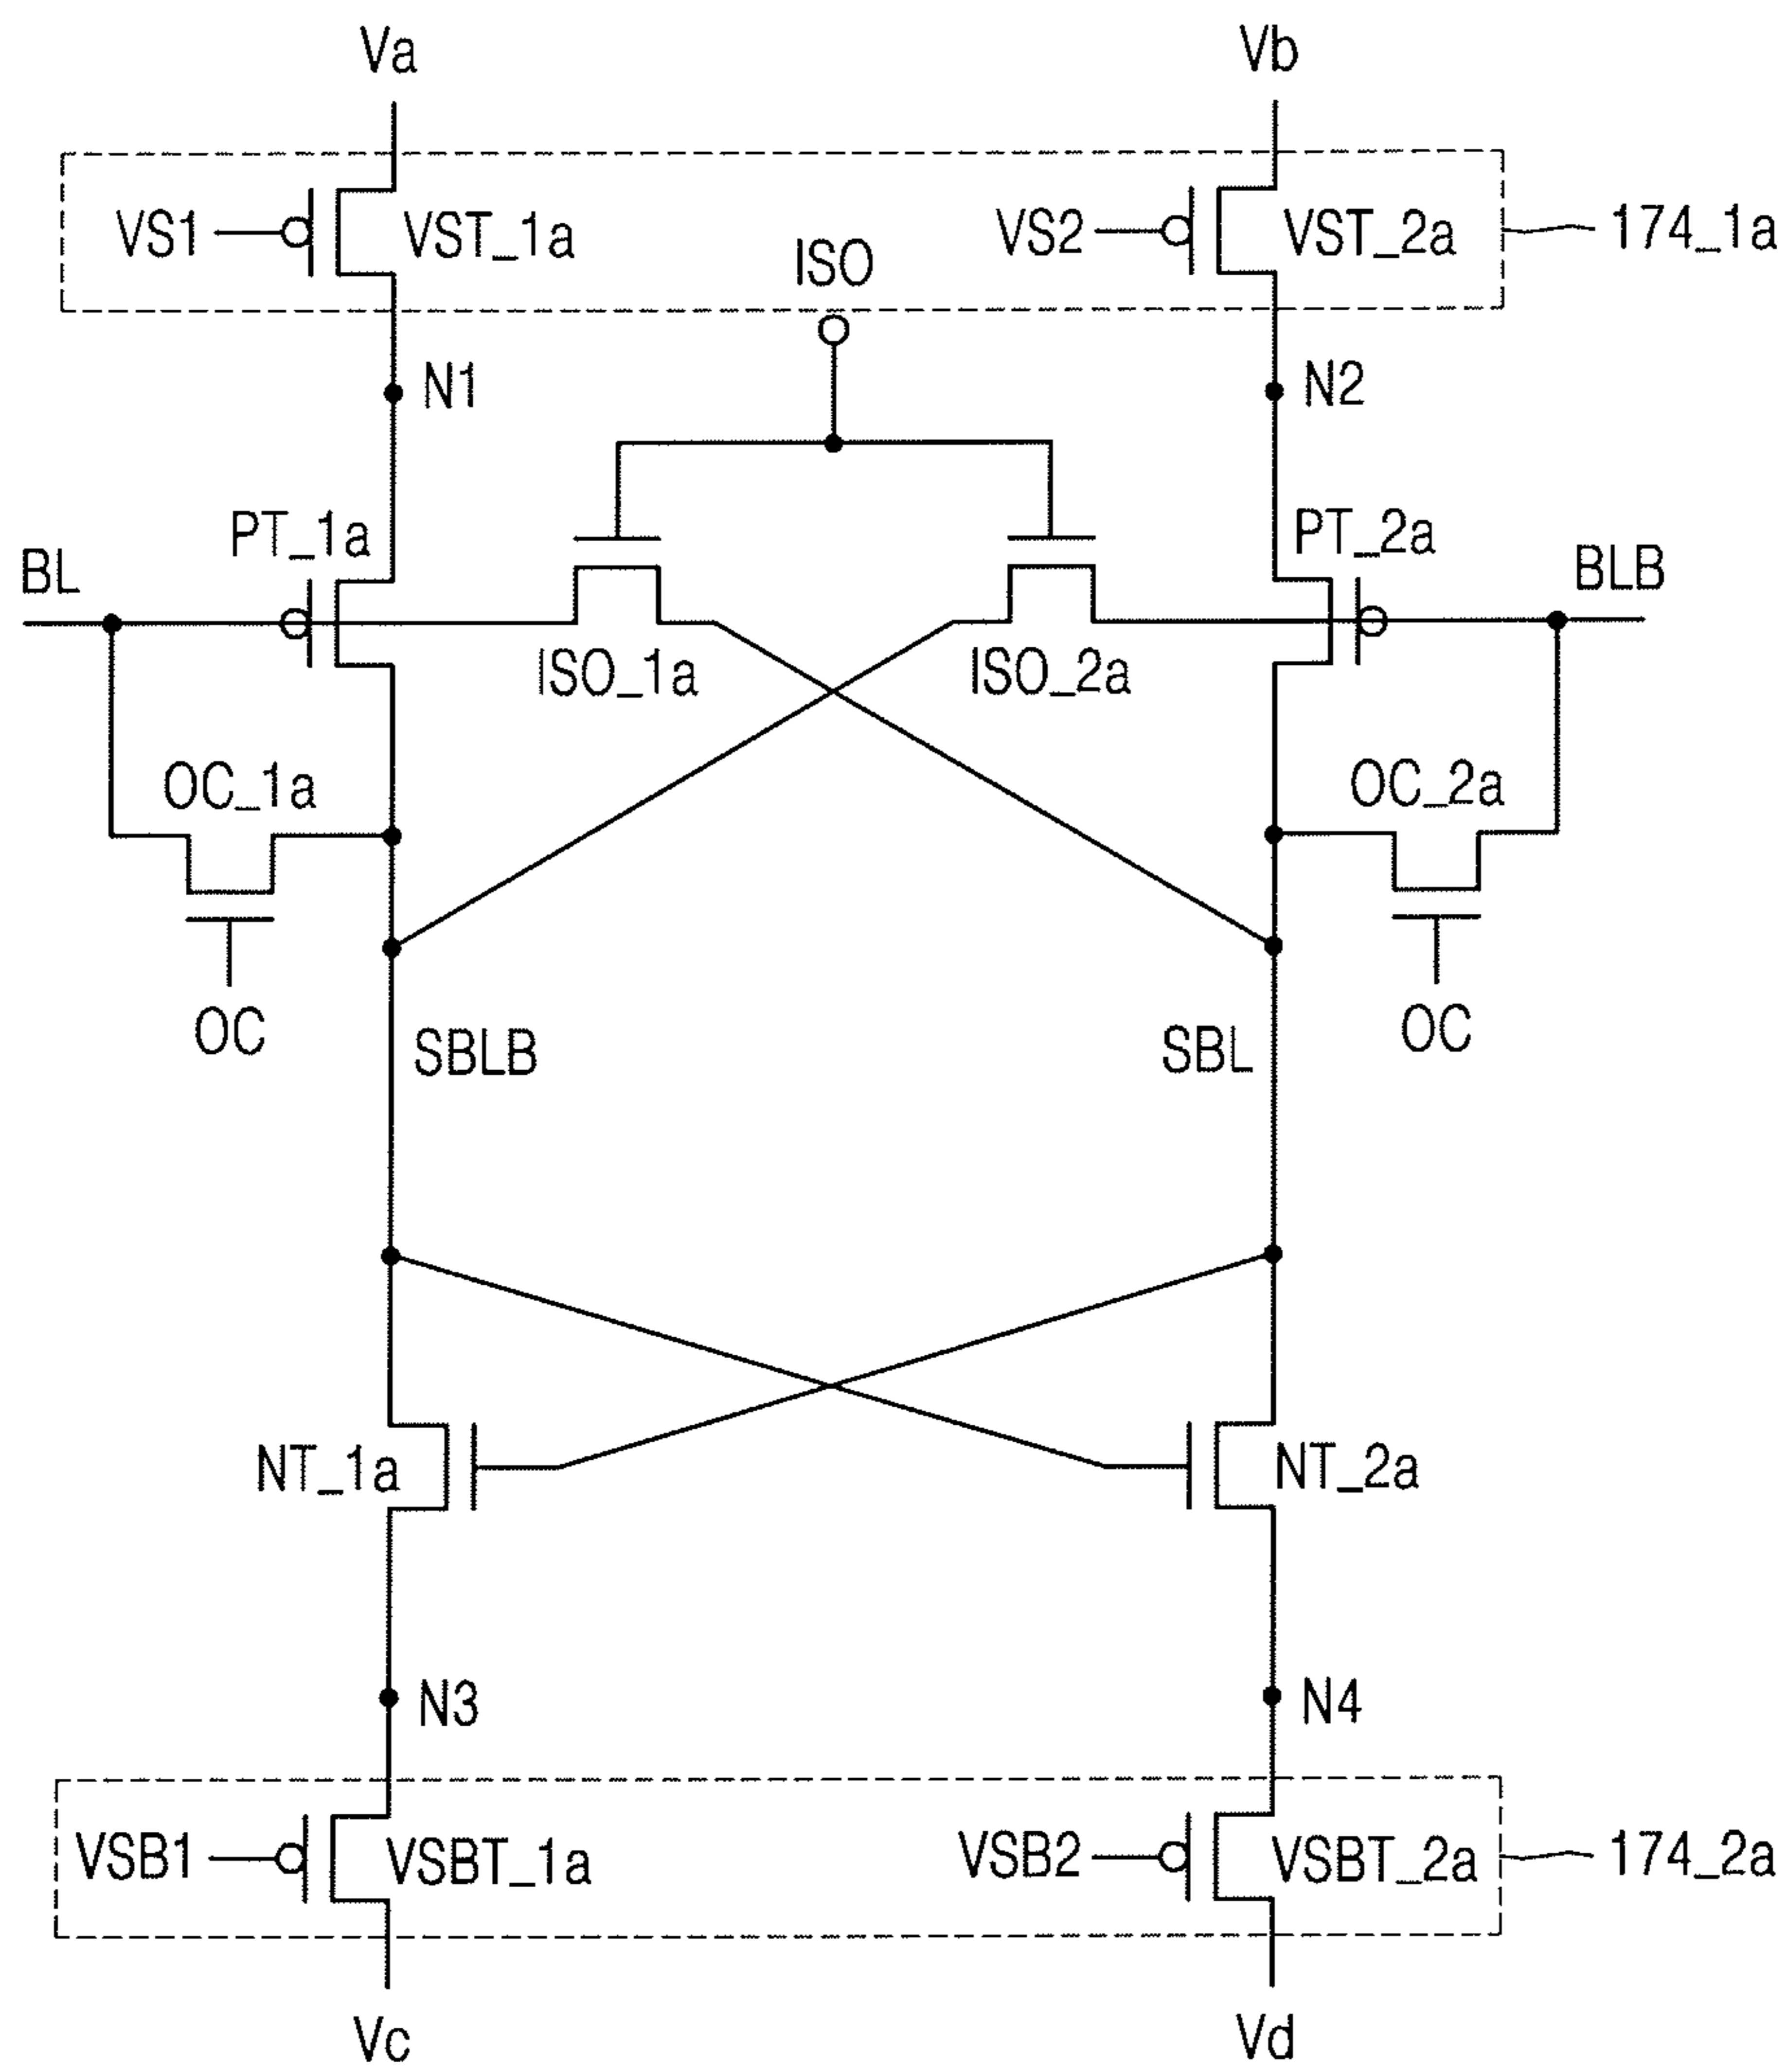 Va
Vb
VS1
VST_1a
VS2
VST_2a
174_1a
ISO
N1
N2
PT_1a
PT_2a
BL
BLB
ISO_1a
ISO_2a
OC_1a
OC_2a
OC
OC
SBLB
SBL
NT_1a
NT_2a
N3
N4
VSB1
VSBT_1a
VSB2
VSBT_2a
174_2a
Vc
Vd